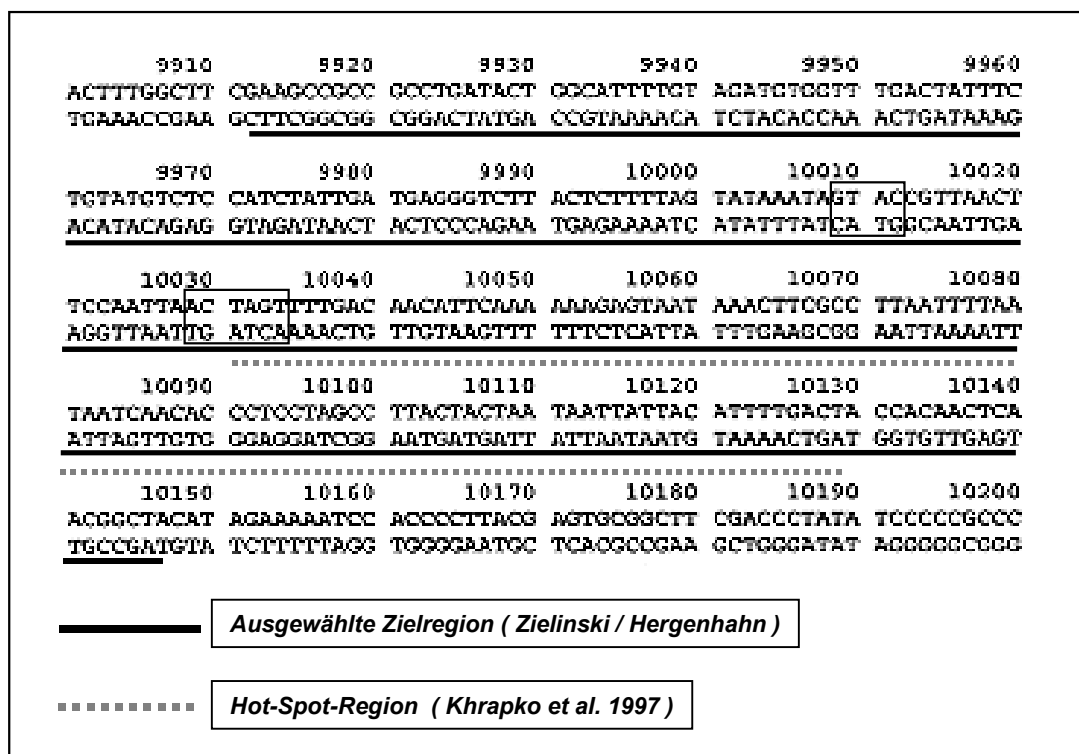 9910 9920 9930 9940 9950 9960
ACTTTGGCTT CGAAGCCGCC GCCTGATACT GGCATTTTGT AGATGTGGTT TGACTATTTC
TGAAACCGAA GCTTCGGCGG CGGACTATGA CCGTAAAACA TCTACACCAA ACTGATAAAG
9970 9980 9990 10000 10010 10020
TGTATGTCTC CATCTATTGA TGAGGGTCTT ACTCTTTTAG TATAAATAGT ACCGTTAACT
ACATACAGAG GTAGATAACT ACTCCCAGAA TGAGAAAATC ATATTTATCA TGGCAATTGA
10030 10040 10050 10060 10070 10080
TCCAATTAAC TAGTTTTGAC AACATTCAAA AAAGAGTAAT AAACTTCGCC TTAATTTTAA
AGGTTAATTG ATCAAAACTG TTGTAAGTTT TTTCTCATTA TTTGAAGCGG AATTAAAATT
10090 10100 10110 10120 10130 10140
TAATCAACAC CCTCCTAGCC TTACTACTAA TAATTATTAC ATTTTGACTA CCACAACTCA
ATTAGTTGTG GGAGGATCGG AATGATGATT ATTAATAATG TAAAACTGAT GGTGTTGAGT
10150 10160 10170 10180 10190 10200
ACGGCTACAT AGAAAAATCC ACCCCTTACG AGTGCGGCTT CGACCCTATA TCCCCCGCCC
TGCCGATGTA TCTTTTTAGG TGGGGAATGC TCACGCCGAA GCTGGGATAT AGGGGGCGGG
Ausgewählte Zielregion ( Zielinski / Hergenhahn )
Hot-Spot-Region ( Khrapko et al. 1997 )